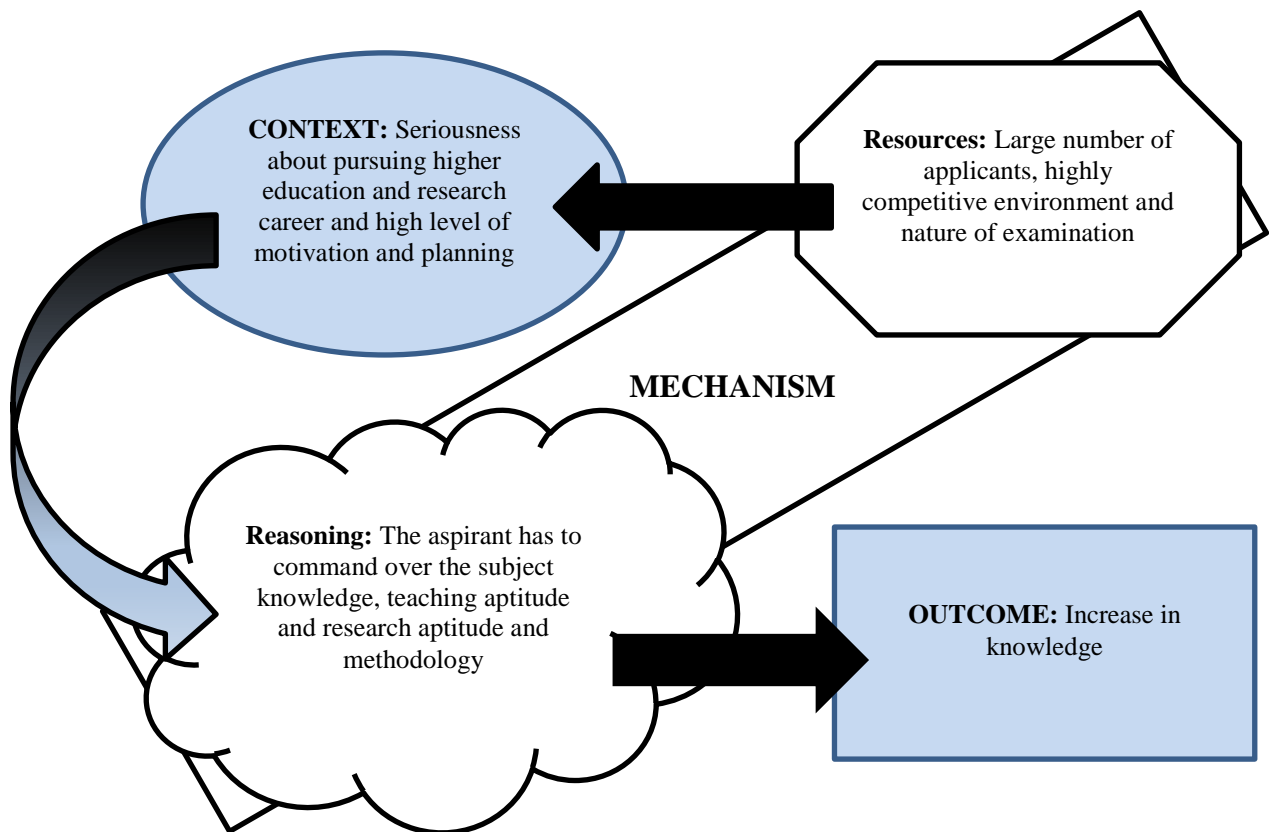 CONTEXT: Seriousness
about pursuing higher
education and research
career and high level of
motivation and planning
Resources: Large number of
applicants, highly
competitive environment and
nature of examination
MECHANISM
Reasoning: The aspirant has to
command over the subject
knowledge, teaching aptitude
and research aptitude and
methodology
OUTCOME: Increase in
knowledge